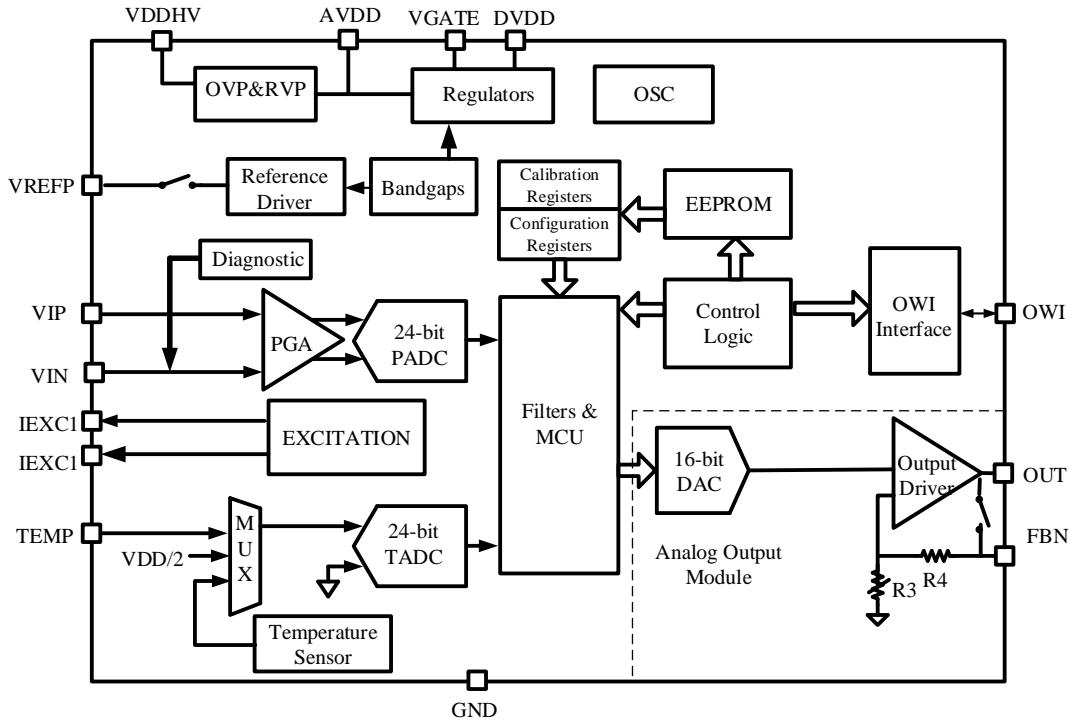 VDDHV
AVDD
VGATE
DVDD
OVP&RVP
Regulators
OSC
VREFP
Reference
Driver
Bandgaps
Calibration
Registers
Configuration
Registers
EEPROM
Diagnostic
VIP
VIN
PGA
24-bit
PADC
Control
Logic
OWI
Interface
OWI
IEXC1
IEXC1
EXCITATION
Filters &
MCU
16-bit
DAC
Output
Driver
OUT
FBN
TEMP
VDD/2
M
U
X
24-bit
TADC
Analog Output
Module
R4
R3
Temperature
Sensor
GND